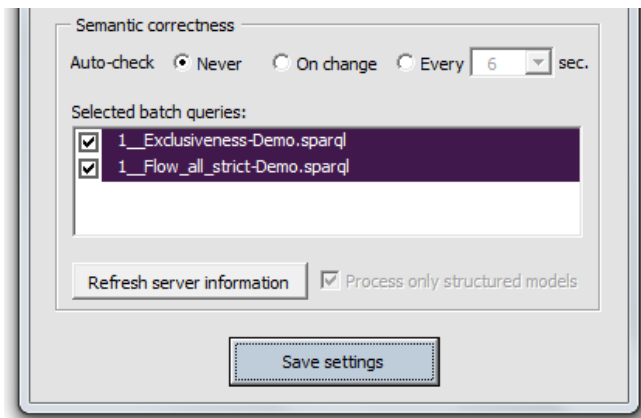 Semantic correctness
Auto-check Never On change Every 6 sec.
Selected batch queries:
1__Exclusiveness-Demo.sparql
1__Flow_all_strict-Demo.sparql
Refresh server information Process only structured models
Save settings